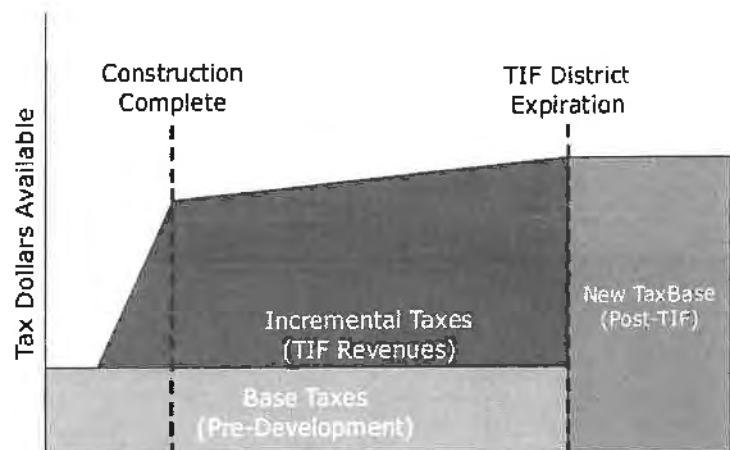 Construction
Complete
TIF District
Expiration
Tax Dollars Available
New TaxBase
(Post-TIF)
Incremental Taxes
(TIF Revenues)
Base Taxes
(Pre-Development)